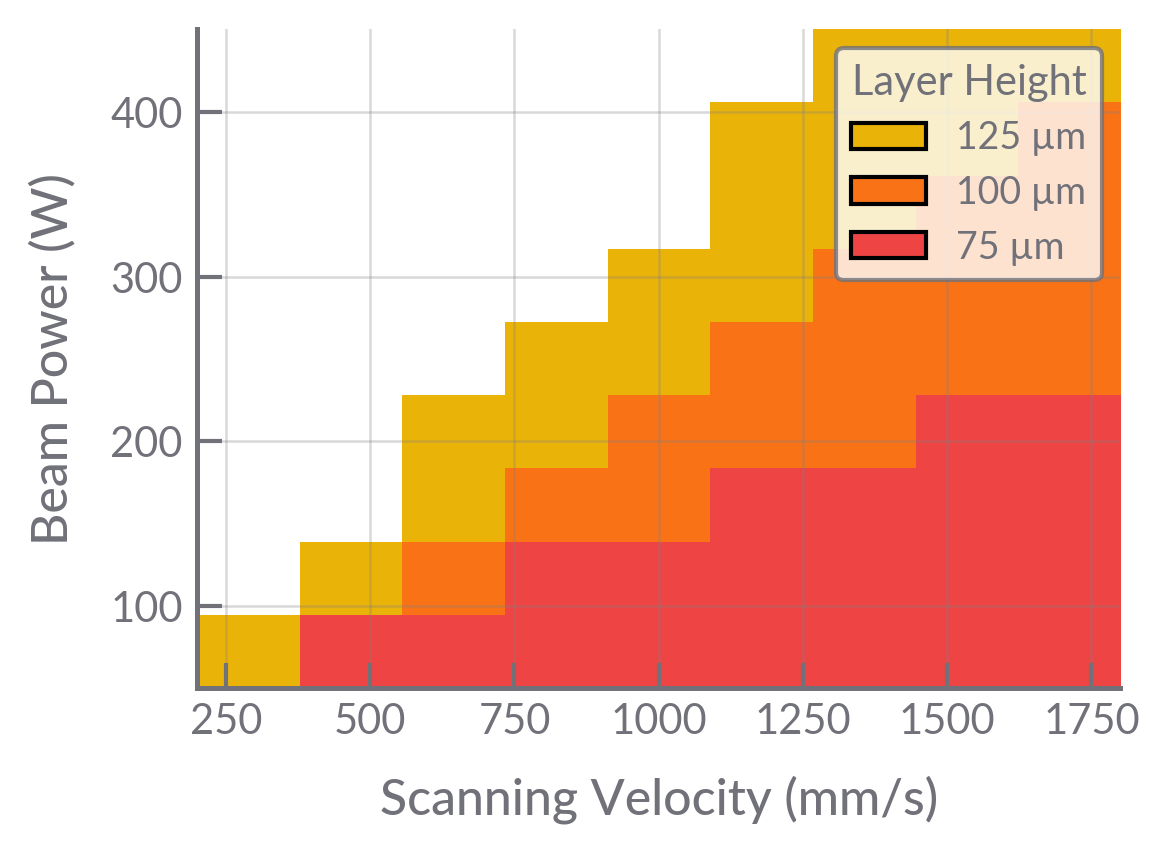 Beam Power (W)
400
300
200
100
250 500 750 1000 1250 1500 1750
Scanning Velocity (mm/s)
Layer Height
125 µm
100 µm
75 µm